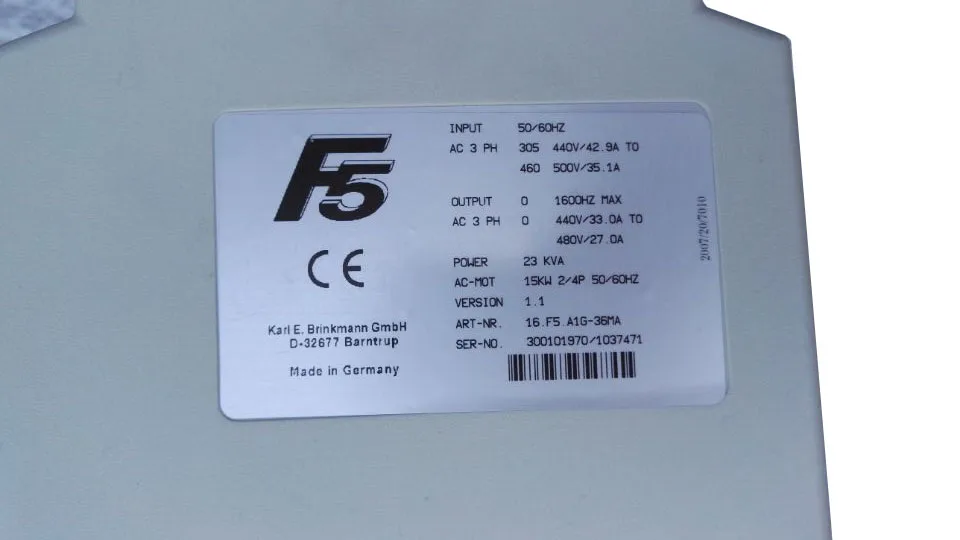 F5
CE
Karl E. Brinkmann GmbH
D-32677 Barntrup
Made in Germany
INPUT 50/60HZ
AC 3 PH 305 440V/42.9A TO
460 500V/35.1A
OUTPUT 0 1600HZ MAX
AC 3 PH 0 440V/33.0A TO
480V/27.0A
POWER 23 KVA
AC-MOT 15KW 2/4P 50/60HZ
VERSION 1.1
ART-NR. 16.F5.A1G-36MA
SER-NO. 300101970/1037471
2007/20/7010